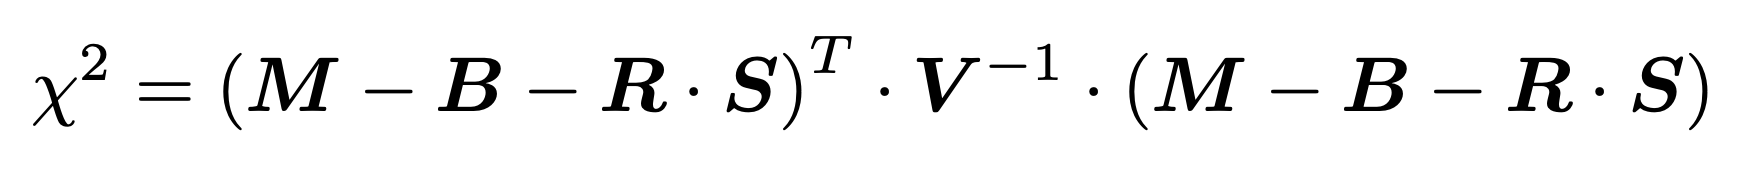 χ² = (M − B − R · S)ᵀ · V⁻¹ · (M − B − R · S)